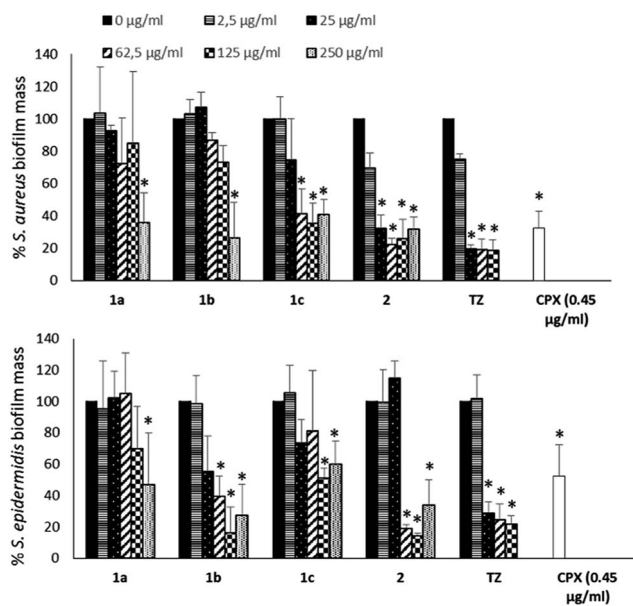 0 µg/ml 2,5 µg/ml 25 µg/ml
62,5 µg/ml 125 µg/ml 250 µg/ml
% S. aureus biofilm mass
140
120
100
80
60
40
20
0
* * * * * * * * * * * * *
1a 1b 1c 2 TZ CPX (0.45
µg/ml)
% S. epidermidis biofilm mass
140
120
100
80
60
40
20
0
* * * * * * * * * * * * *
1a 1b 1c 2 TZ CPX (0.45
µg/ml)